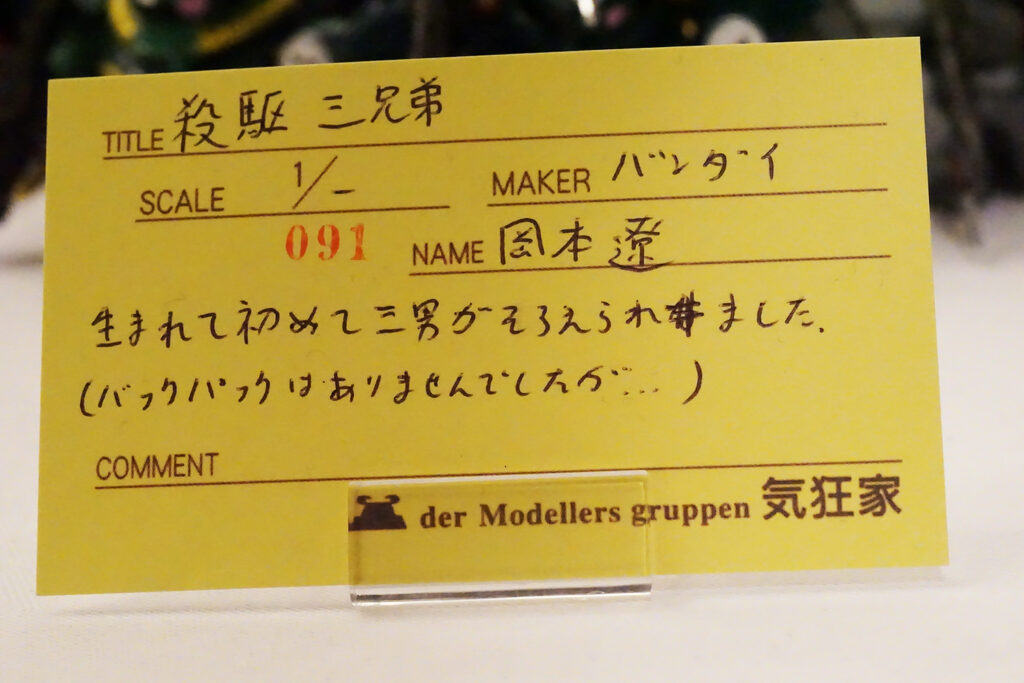 TITLE 殺駆 三兄弟
SCALE 1/-
MAKER バンダイ
091
NAME 岡本 遼
生まれて初めて三男がそろえられました.
(バックパックはありませんでしたが…)
COMMENT
der Modellers gruppen 気狂家